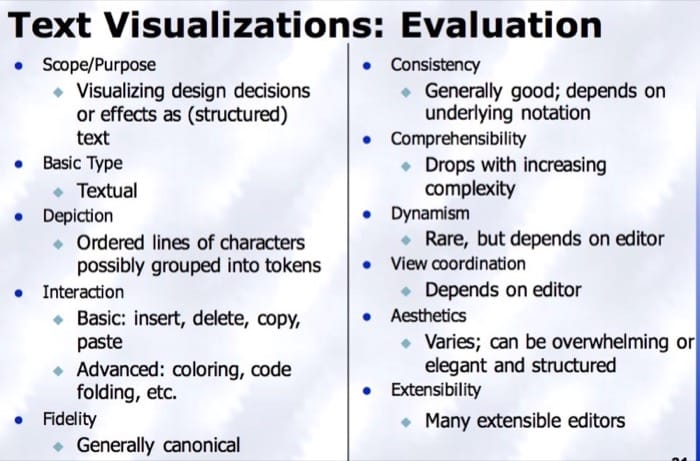 Text Visualizations: Evaluation
Scope/Purpose
Visualizing design decisions
or effects as (structured)
text
Basic Type
Textual
Depiction
Ordered lines of characters
possibly grouped into tokens
Interaction
Basic: insert, delete, copy,
paste
Advanced: coloring, code
folding, etc.
Fidelity
Generally canonical
Consistency
Generally good; depends on
underlying notation
Comprehensibility
Drops with increasing
complexity
Dynamism
Rare, but depends on editor
View coordination
Depends on editor
Aesthetics
Varies; can be overwhelming or
elegant and structured
Extensibility
Many extensible editors